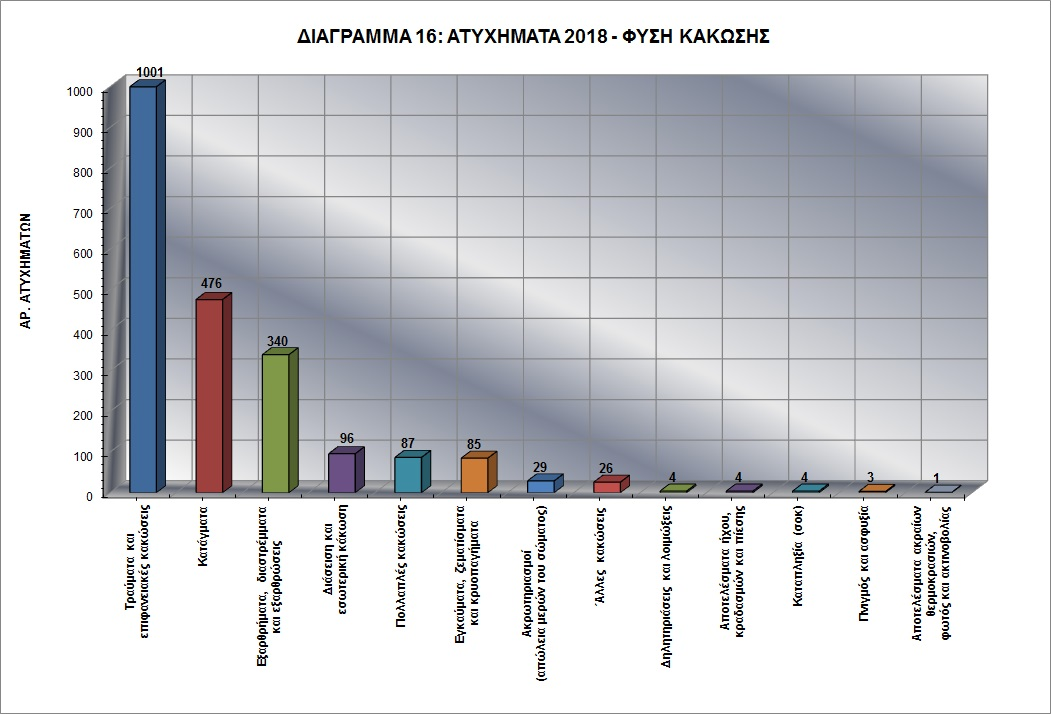 ΔΙΑΓΡΑΜΜΑ 16: ΑΤΥΧΗΜΑΤΑ 2018 - ΦΥΣΗ ΚΑΚΩΣΗΣ
ΑΡ. ΑΤΥΧΗΜΑΤΩΝ
1000
900
800
700
600
500
400
300
200
100
0
1001
476
340
96
87
85
29
26
4
4
4
3
1
Τραύματα και
επιφανειακές κακώσεις
Κατάγματα
Εξαρθρήματα, διαστρέμματα
και εξαρθρώσεις
Διάσειση και
εσωτερική κάκωση
Πολλαπλές κακώσεις
Εγκαύματα, ζεματίσματα
και κρυοπαγήματα
Ακρωτηριασμοί
(απώλεια μερών του σώματος)
Άλλες κακώσεις
Δηλητηριάσεις και λοιμώξεις
Αποτελέσματα ήχου,
κραδασμών και πίεσης
Καταπληξία (σοκ)
Πνιγμός και ασφυξία
Αποτελέσματα ακραίων
θερμοκρασιών,
φωτός και ακτινοβολίας